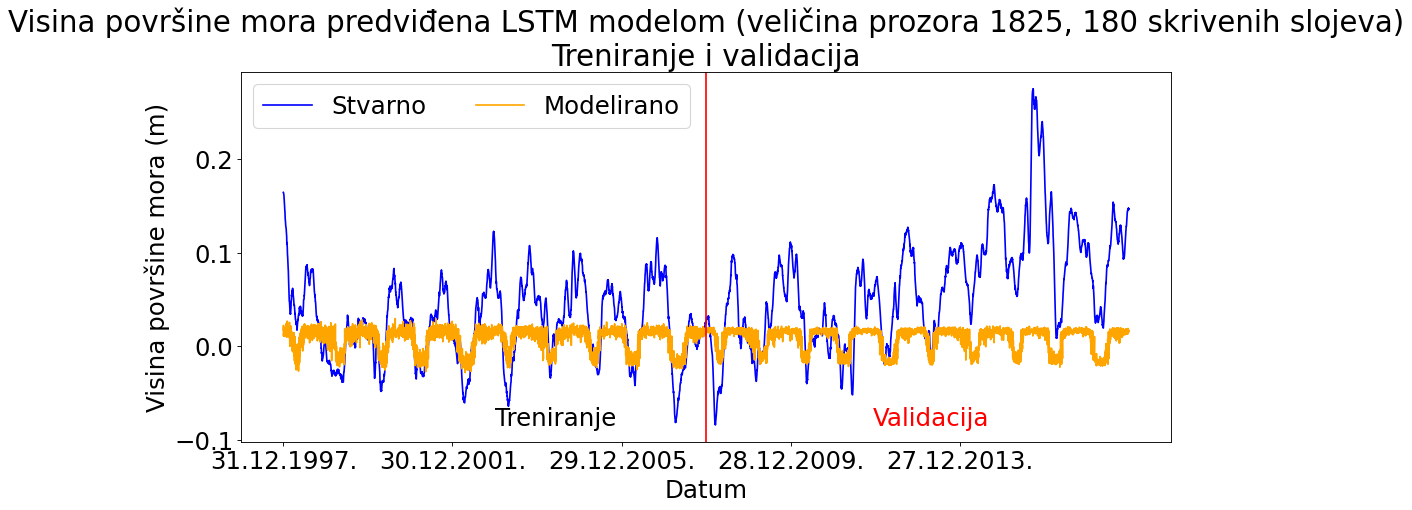 Visina površine mora predviđena LSTM modelom (veličina prozora 1825, 180 skrivenih slojeva)
Treniranje i validacija
Stvarno Modelirano
Visina površine mora (m)
0.2
0.1
0.0
−0.1
Treniranje Validacija
31.12.1997. 30.12.2001. 29.12.2005. 28.12.2009. 27.12.2013.
Datum